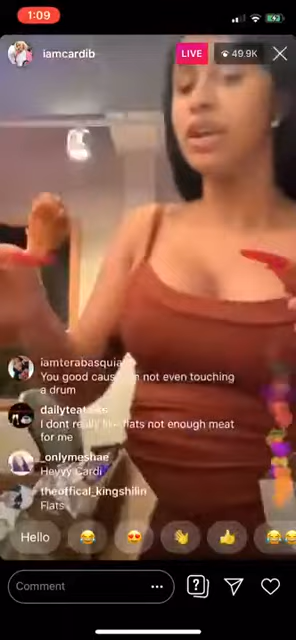 1:09
iamcardib
LIVE
49.9K
iamterabasquia
You good cause not even touching
a drum
I dont really like flats not enough meat
for me
_onlymeshae
Heyyy Cardi
theoffical_kingshilin
Flats
Hello
Comment